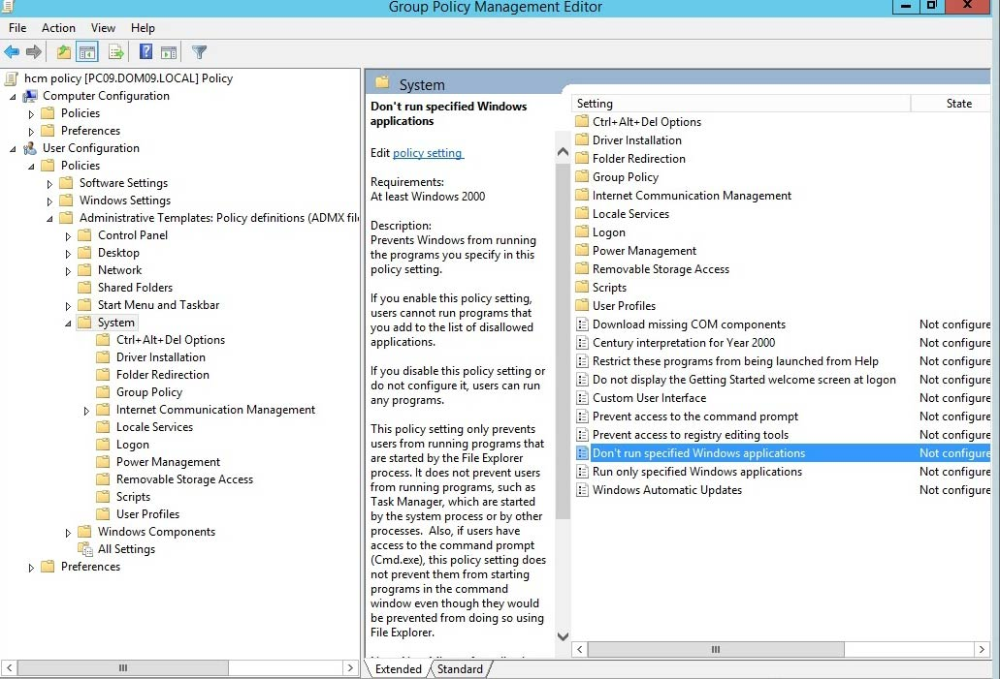 Group Policy Management Editor
File Action View Help
hcm policy [PC09.DOM09.LOCAL] Policy
Computer Configuration
Policies
Preferences
User Configuration
Policies
Software Settings
Windows Settings
Administrative Templates: Policy definitions (ADMX file
Control Panel
Desktop
Network
Shared Folders
Start Menu and Taskbar
System
Ctrl+Alt+Del Options
Driver Installation
Folder Redirection
Group Policy
Internet Communication Management
Locale Services
Logon
Power Management
Removable Storage Access
Scripts
User Profiles
Windows Components
All Settings
Preferences
System
Don't run specified Windows
applications
Edit policy setting
Requirements:
At least Windows 2000
Description:
Prevents Windows from running
the programs you specify in this
policy setting.
If you enable this policy setting,
users cannot run programs that
you add to the list of disallowed
applications.
If you disable this policy setting or
do not configure it, users can run
any programs.
This policy setting only prevents
users from running programs that
are started by the File Explorer
process. It does not prevent users
from running programs, such as
Task Manager, which are started
by the system process or by other
processes. Also, if users have
access to the command prompt
(Cmd.exe), this policy setting does
not prevent them from starting
programs in the command
window even though they would
be prevented from doing so using
File Explorer.
Setting State
Ctrl+Alt+Del Options
Driver Installation
Folder Redirection
Group Policy
Internet Communication Management
Locale Services
Logon
Power Management
Removable Storage Access
Scripts
User Profiles
Download missing COM components Not configure
Century interpretation for Year 2000 Not configure
Restrict these programs from being launched from Help Not configure
Do not display the Getting Started welcome screen at logon Not configure
Custom User Interface Not configure
Prevent access to the command prompt Not configure
Prevent access to registry editing tools Not configure
Don't run specified Windows applications Not configure
Run only specified Windows applications Not configure
Windows Automatic Updates Not configure
Extended Standard